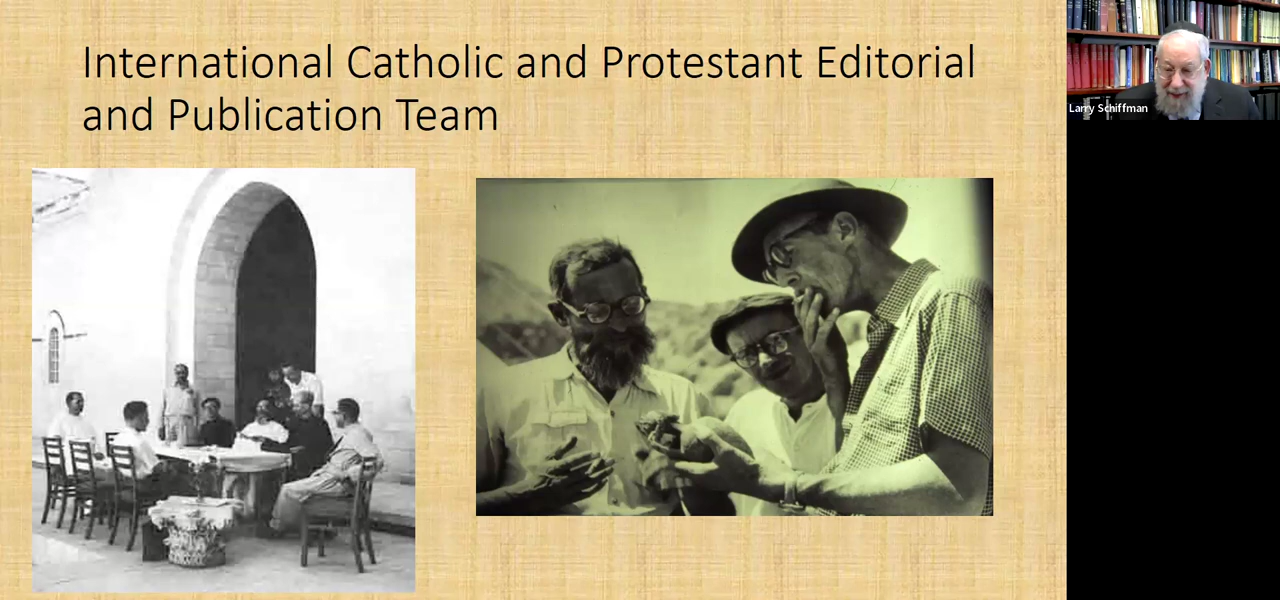 International Catholic and Protestant Editorial
and Publication Team
Larry Schiffman